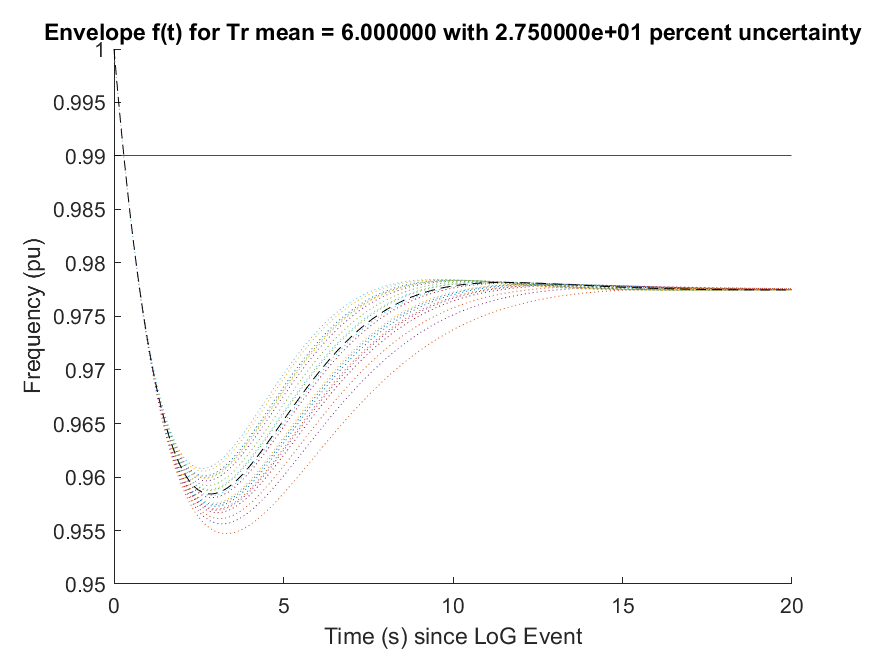 Envelope f(t) for Tr mean = 6.000000 with 2.750000e+01 percent uncertainty
1
0.995
0.99
0.985
0.98
0.975
0.97
0.965
0.96
0.955
0.95
Frequency (pu)
0 5 10 15 20
Time (s) since LoG Event